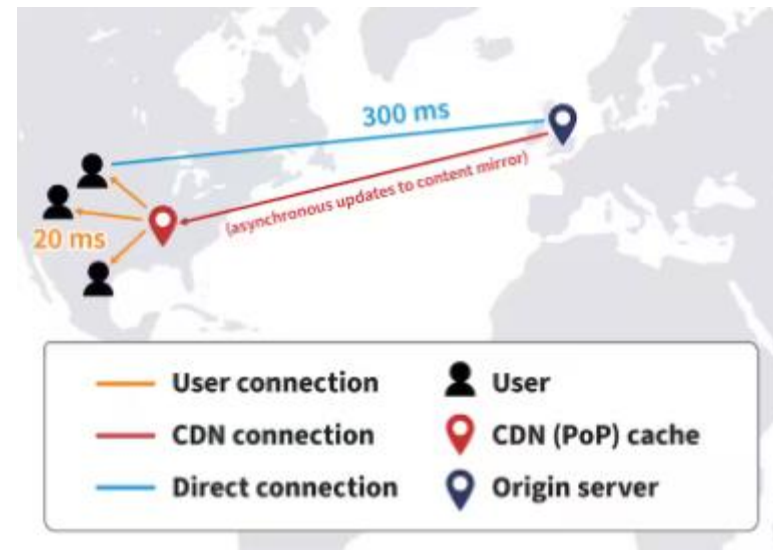 300 ms
(asynchronous updates to content mirror)
20 ms
User connection
User
CDN connection
CDN (PoP) cache
Direct connection
Origin server